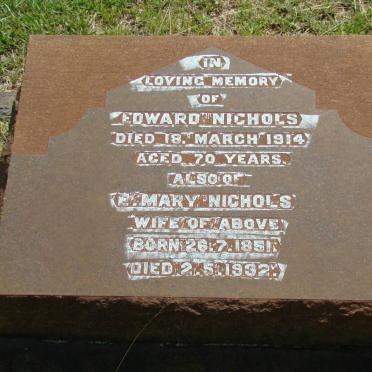 IN
LOVING MEMORY
OF
EDWARD NICHOLS
DIED 18. MARCH 1914
AGED 70 YEARS.
ALSO OF
MARY NICHOLS
WIFE OF ABOVE
BORN 26.7.1851
DIED 2.5.1932.